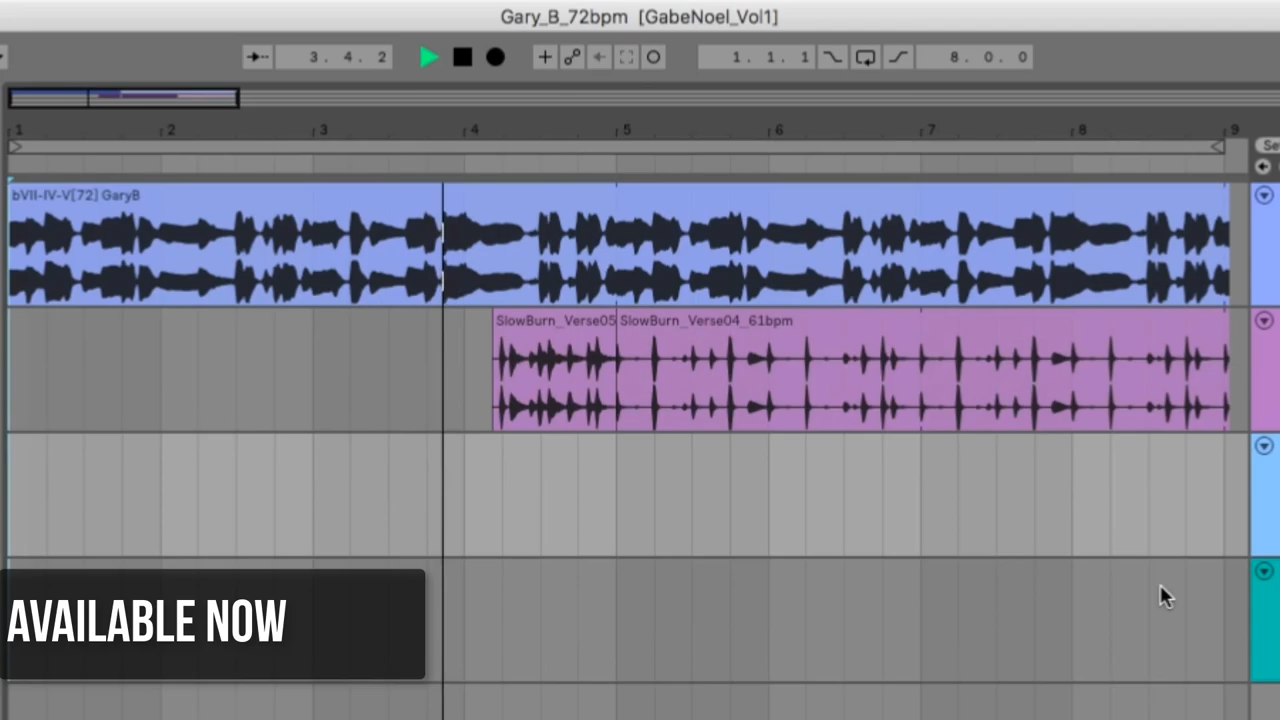 Gary_B_72bpm [GabeNoel_Vol1]
3. 4. 2
1. 1. 1
8. 0. 0
1 2 3 4 5 6 7 8 9
Se
bVII-IV-V[72] GaryB
SlowBurn_Verse05 SlowBurn_Verse04_61bpm
AVAILABLE NOW